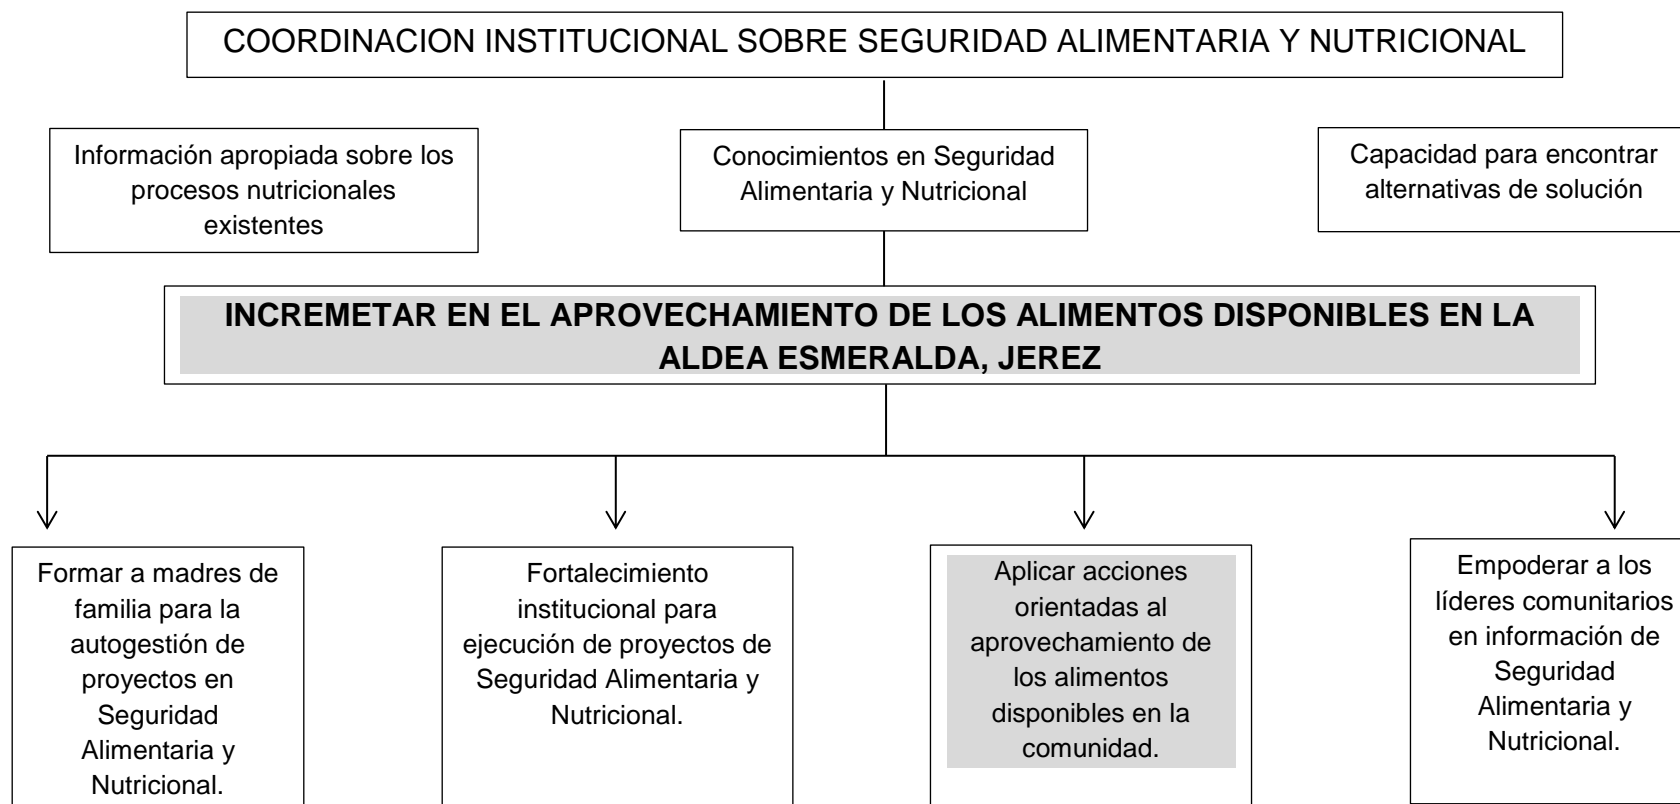 COORDINACION INSTITUCIONAL SOBRE SEGURIDAD ALIMENTARIA Y NUTRICIONAL
Información apropiada sobre los
procesos nutricionales
existentes
Conocimientos en Seguridad
Alimentaria y Nutricional
Capacidad para encontrar
alternativas de solución
INCREMETAR EN EL APROVECHAMIENTO DE LOS ALIMENTOS DISPONIBLES EN LA
ALDEA ESMERALDA, JEREZ
Formar a madres de
familia para la
autogestión de
proyectos en
Seguridad
Alimentaria y
Nutricional.
Fortalecimiento
institucional para
ejecución de proyectos de
Seguridad Alimentaria y
Nutricional.
Aplicar acciones
orientadas al
aprovechamiento de
los alimentos
disponibles en la
comunidad.
Empoderar a los
líderes comunitarios
en información de
Seguridad
Alimentaria y
Nutricional.